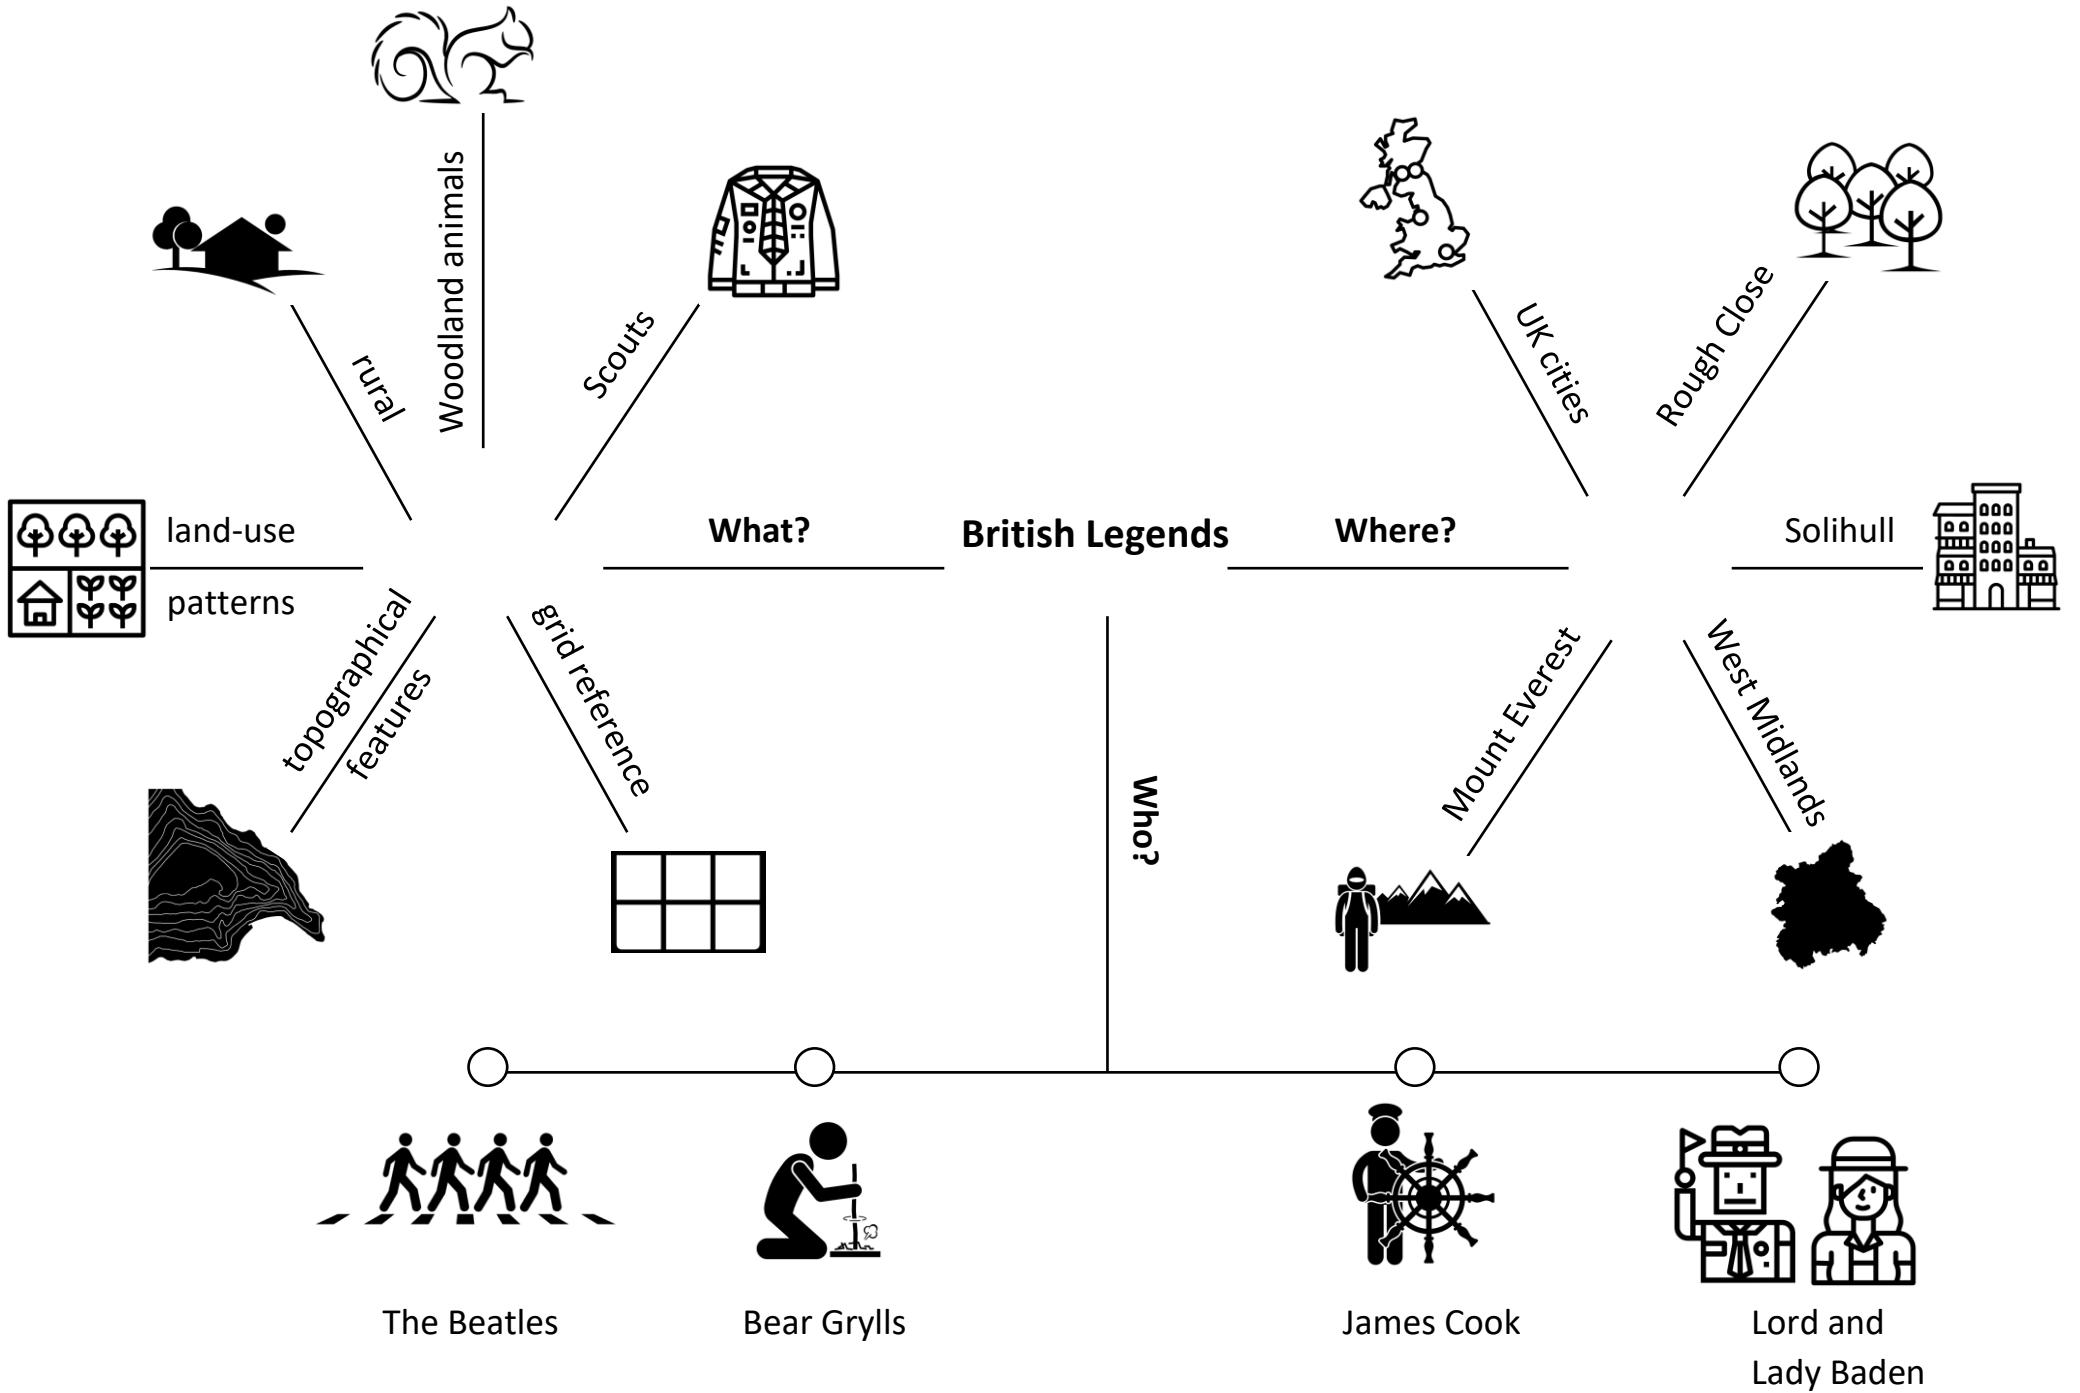 Woodland animals
Scouts
rural
land-use
patterns
topographical
features
grid reference
What?
British Legends
Where?
UK cities
Rough Close
Solihull
West Midlands
Mount Everest
Who?
The Beatles
Bear Grylls
James Cook
Lord and
Lady Baden